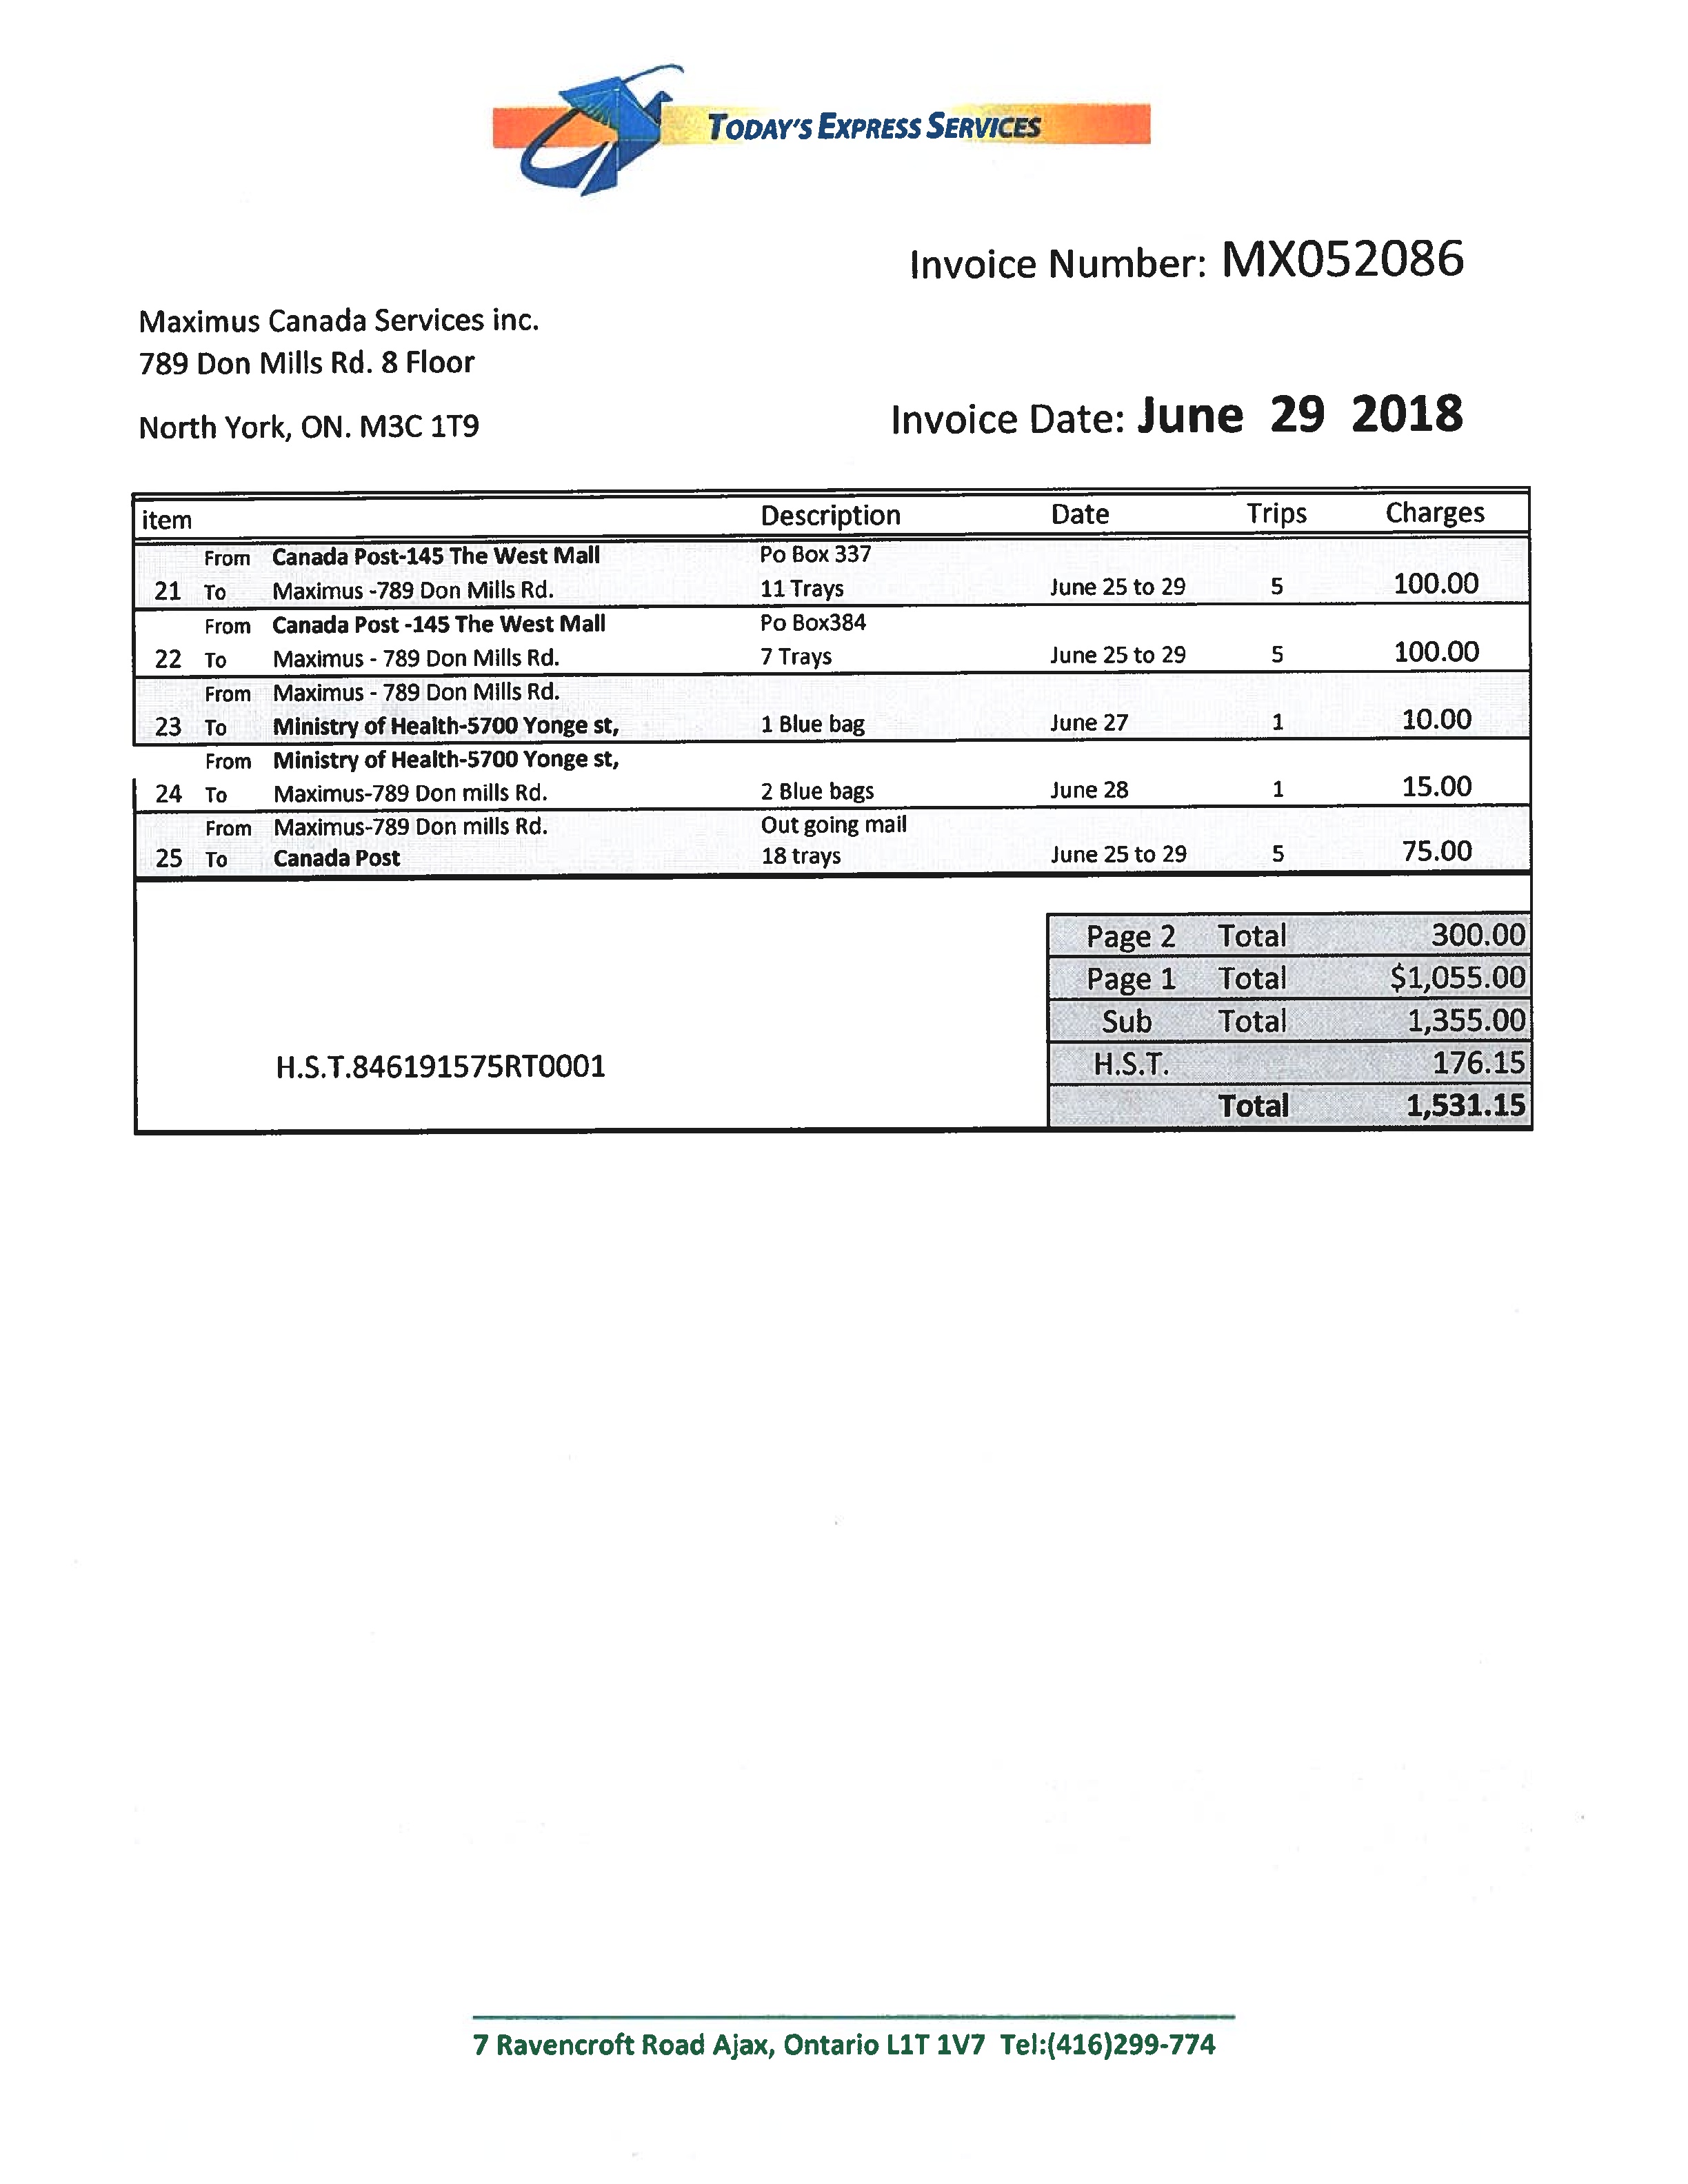 TODAY'S EXPRESS SERVICES
Invoice Number: MX052086
Maximus Canada Services inc.
789 Don Mills Rd. 8 Floor
North York, ON. M3C 1T9
Invoice Date: June 29 2018
item Description Date Trips Charges
From Canada Post-145 The West Mall Po Box 337
21 To Maximus -789 Don Mills Rd. 11 Trays June 25 to 29 5 100.00
From Canada Post -145 The West Mall Po Box384
22 To Maximus - 789 Don Mills Rd. 7 Trays June 25 to 29 5 100.00
From Maximus - 789 Don Mills Rd.
23 To Ministry of Health-5700 Yonge st, 1 Blue bag June 27 1 10.00
From Ministry of Health-5700 Yonge st,
24 To Maximus-789 Don mills Rd. 2 Blue bags June 28 1 15.00
From Maximus-789 Don mills Rd. Out going mail
25 To Canada Post 18 trays June 25 to 29 5 75.00
Page 2 Total 300.00
Page 1 Total $1,055.00
Sub Total 1,355.00
H.S.T.846191575RT0001 H.S.T. 176.15
Total 1,531.15
7 Ravencroft Road Ajax, Ontario L1T 1V7 Tel:(416)299-774